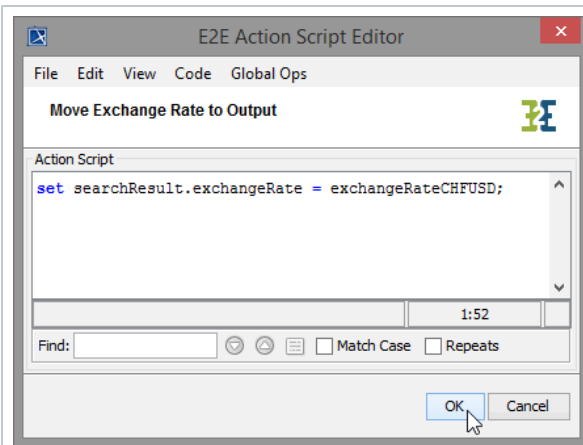 E2E Action Script Editor
File Edit View Code Global Ops
Move Exchange Rate to Output
E2E
Action Script
set searchResult.exchangeRate = exchangeRateCHFUSD;
1:52
Find: Match Case Repeats
OK Cancel